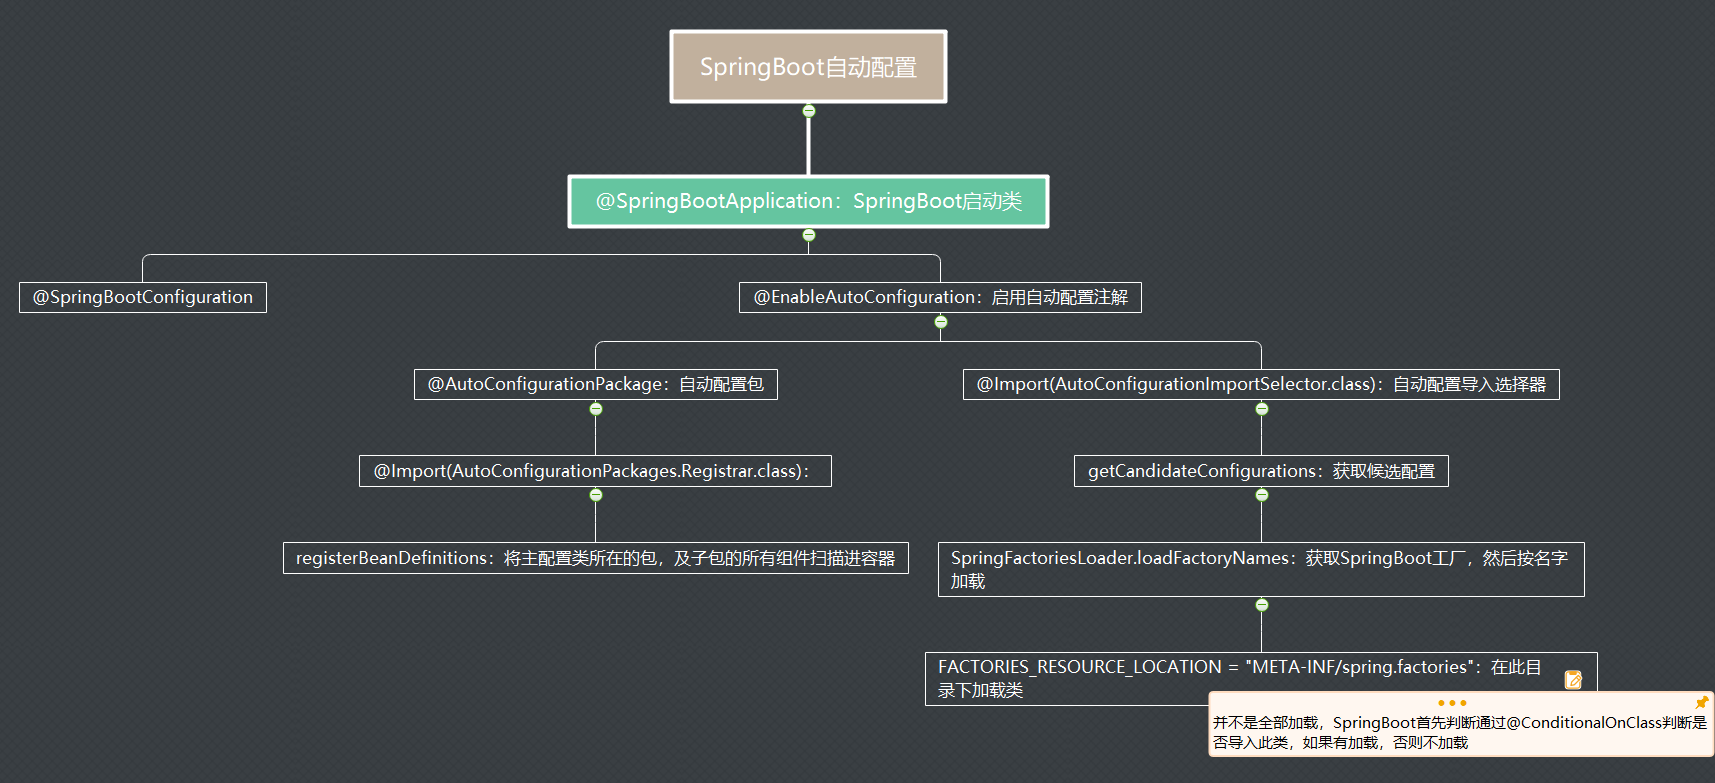 SpringBoot自动配置
@SpringBootApplication：SpringBoot启动类
@SpringBootConfiguration
@EnableAutoConfiguration：启用自动配置注解
@AutoConfigurationPackage：自动配置包
@Import(AutoConfigurationImportSelector.class)：自动配置导入选择器
@Import(AutoConfigurationPackages.Registrar.class)：
getCandidateConfigurations：获取候选配置
registerBeanDefinitions：将主配置类所在的包，及子包的所有组件扫描进容器
SpringFactoriesLoader.loadFactoryNames：获取SpringBoot工厂，然后按名字
加载
FACTORIES_RESOURCE_LOCATION = "META-INF/spring.factories"：在此目
录下加载类
并不是全部加载，SpringBoot首先判断通过@ConditionalOnClass判断是
否导入此类，如果有加载，否则不加载